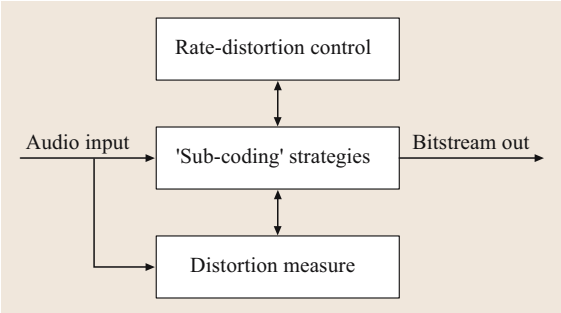 Rate-distortion control
Audio input
'Sub-coding' strategies
Bitstream out
Distortion measure